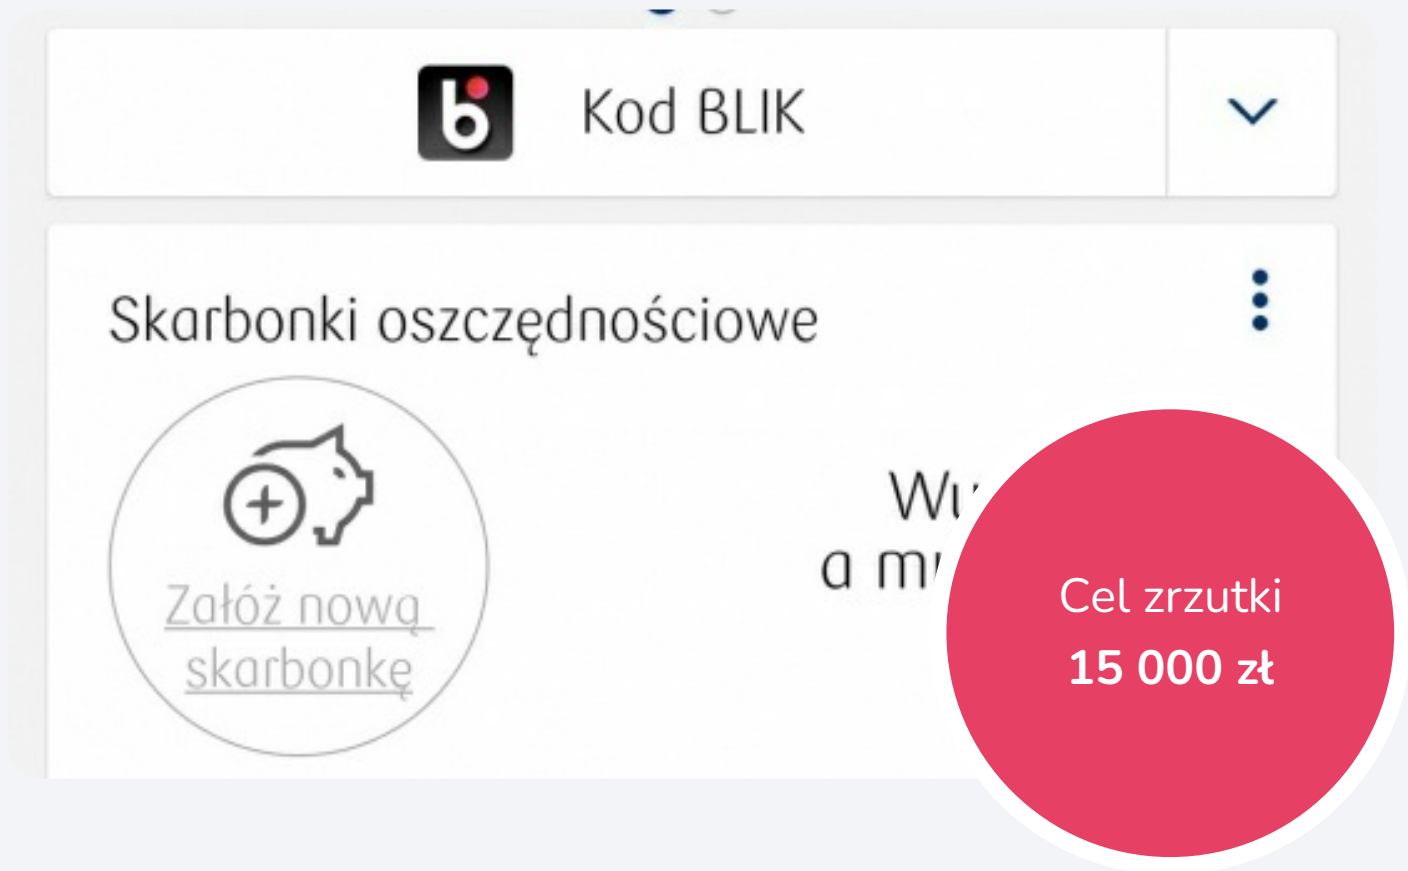 Kod BLIK
Skarbonki oszczędnościowe
Załóż nową
skarbonkę
a
Cel zrzutki
15 000 zł